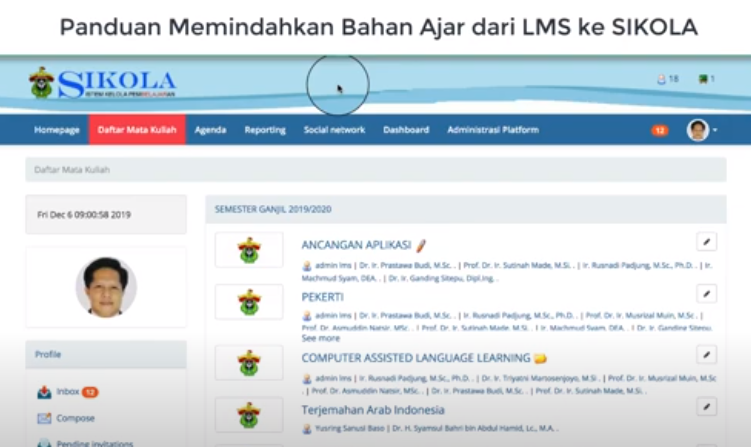 Panduan Memindahkan Bahan Ajar dari LMS ke SIKOLA
SIKOLA
SISTEM KELOLA PEMBELAJARAN
18 1
Homepage Daftar Mata Kuliah Agenda Reporting Social network Dashboard Administrasi Platform 12
Daftar Mata Kuliah
Fri Dec 6 09:00:58 2019
SEMESTER GANJIL 2019/2020
ANCANGAN APLIKASI
admin lms | Dr. Ir. Prastawa Budi, M.Sc. . | Prof. Dr. Ir. Sutinah Made, M.Si. . | Ir. Rusnadi Padjung, M.Sc., Ph.D. . | Ir.
Machmud Syam, DEA. . | Dr. Ir. Ganding Sitepu, Dipl.Ing. .
PEKERTI
admin lms | Dr. Ir. Prastawa Budi, M.Sc. . | Ir. Rusnadi Padjung, M.Sc., Ph.D. . | Prof. Dr. Ir. Musrizal Muin, M.Sc . |
Prof. Dr. Asmuddin Natsir, MSc. . | Prof. Dr. Ir. Sutinah Made, M.Si. . | Ir. Machmud Syam, DEA. . | Dr. Ir. Ganding Sitepu,
See more
COMPUTER ASSISTED LANGUAGE LEARNING
admin lms | Ir. Rusnadi Padjung, M.Sc., Ph.D. . | Dr. Ir. Triyatni Martosenjoyo, M.Si . | Prof. Dr. Ir. Musrizal Muin, M.Sc
. | Prof. Dr. Asmuddin Natsir, MSc. . | Dr. Ir. Prastawa Budi, M.Sc. . | Prof. Dr. Ir. Sutinah Made, M.Si. .
Terjemahan Arab Indonesia
Yusring Sanusi Baso | Dr. H. Syamsul Bahri bin Abdul Hamid, Lc., M.A. .
Profile
Inbox 12
Compose
Pending invitations